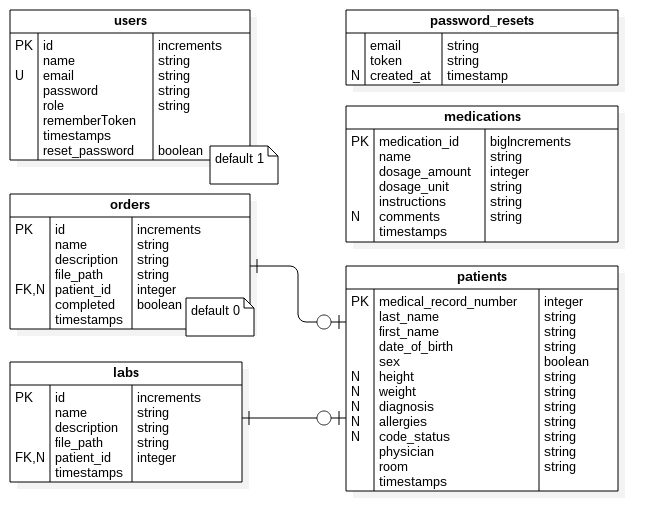 users
PK id increments
name string
U email string
password string
role string
rememberToken
timestamps
reset_password boolean
default 1
orders
PK id increments
name string
description string
file_path string
FK,N patient_id integer
completed boolean
timestamps
default 0
labs
PK id increments
name string
description string
file_path string
FK,N patient_id integer
timestamps
password_resets
email string
token string
N created_at timestamp
medications
PK medication_id bigIncrements
name string
dosage_amount integer
dosage_unit string
instructions string
N comments string
timestamps
patients
PK medical_record_number integer
last_name string
first_name string
date_of_birth string
sex boolean
N height string
N weight string
N diagnosis string
N allergies string
N code_status string
physician string
room string
timestamps